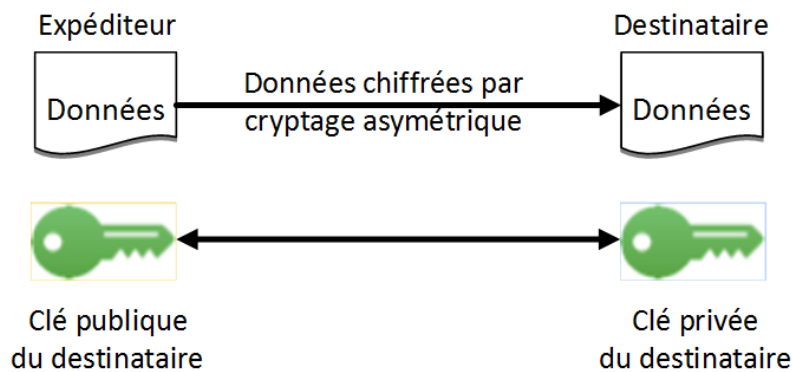 Expéditeur
Destinataire
Données
Données chiffrées par
cryptage asymétrique
Données
Clé publique
du destinataire
Clé privée
du destinataire